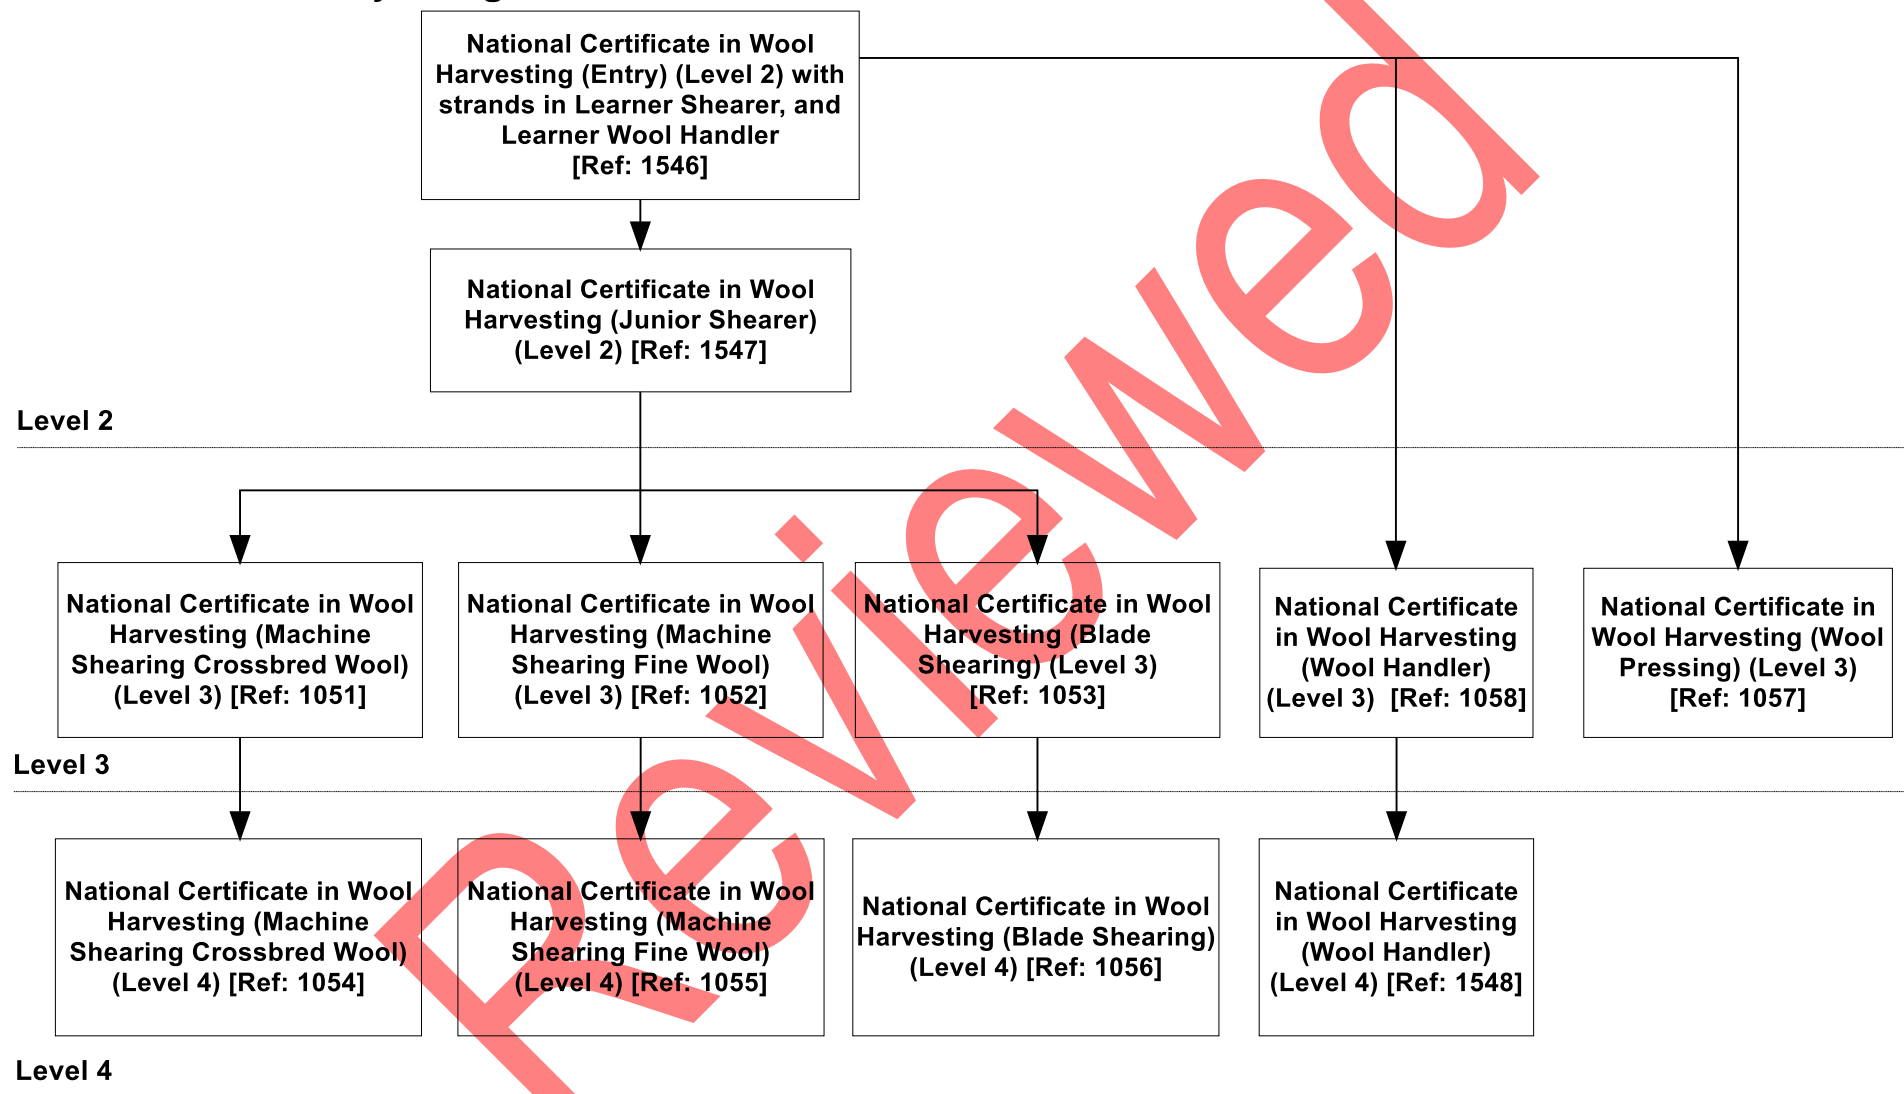 National Certificate in Wool
Harvesting (Entry) (Level 2) with
strands in Learner Shearer, and
Learner Wool Handler
[Ref: 1546]
National Certificate in Wool
Harvesting (Junior Shearer)
(Level 2) [Ref: 1547]
Level 2
National Certificate in Wool
Harvesting (Machine
Shearing Crossbred Wool)
(Level 3) [Ref: 1051]
National Certificate in Wool
Harvesting (Machine
Shearing Fine Wool)
(Level 3) [Ref: 1052]
National Certificate in Wool
Harvesting (Blade
Shearing) (Level 3)
[Ref: 1053]
National Certificate
in Wool Harvesting
(Wool Handler)
(Level 3)  [Ref: 1058]
National Certificate in
Wool Harvesting (Wool
Pressing) (Level 3)
[Ref: 1057]
Level 3
National Certificate in Wool
Harvesting (Machine
Shearing Crossbred Wool)
(Level 4) [Ref: 1054]
National Certificate in Wool
Harvesting (Machine
Shearing Fine Wool)
(Level 4) [Ref: 1055]
National Certificate in Wool
Harvesting (Blade Shearing)
(Level 4) [Ref: 1056]
National Certificate
in Wool Harvesting
(Wool Handler)
(Level 4) [Ref: 1548]
Level 4
Reviewed